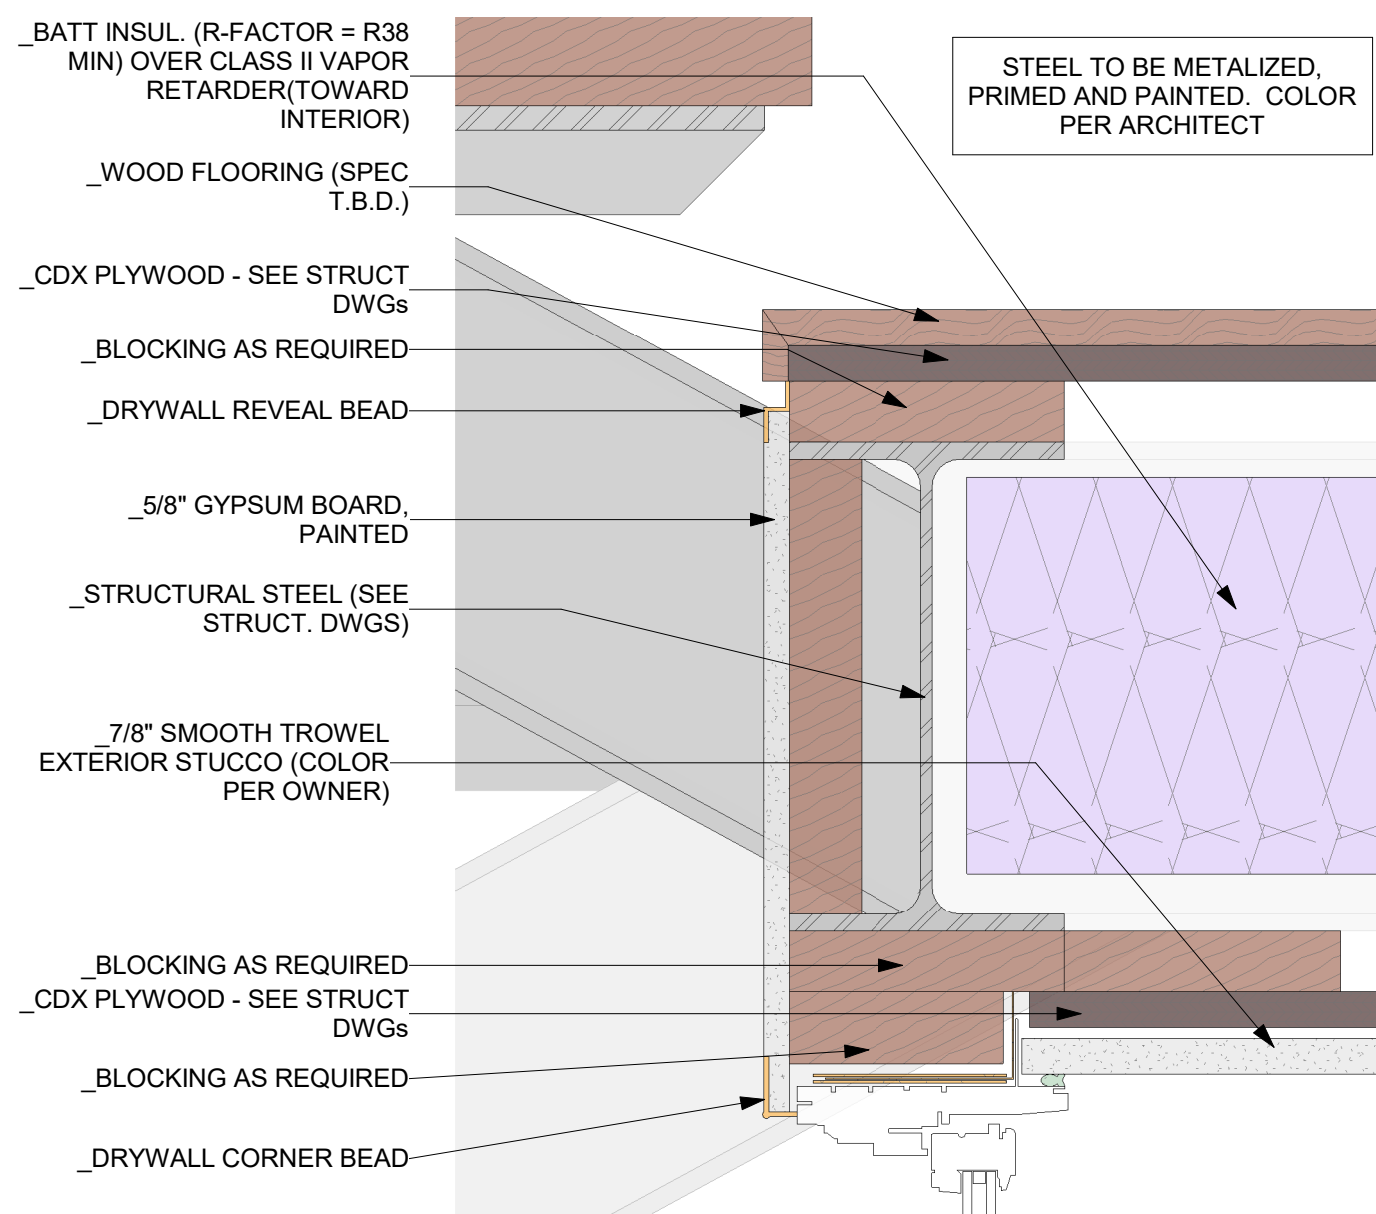 _BATT INSUL. (R-FACTOR = R38
MIN) OVER CLASS II VAPOR
RETARDER(TOWARD
INTERIOR)
STEEL TO BE METALIZED,
PRIMED AND PAINTED.  COLOR
PER ARCHITECT
_WOOD FLOORING (SPEC
T.B.D.)
_CDX PLYWOOD - SEE STRUCT
DWGs
_BLOCKING AS REQUIRED
_DRYWALL REVEAL BEAD
_5/8" GYPSUM BOARD,
PAINTED
_STRUCTURAL STEEL (SEE
STRUCT. DWGS)
_7/8" SMOOTH TROWEL
EXTERIOR STUCCO (COLOR
PER OWNER)
_BLOCKING AS REQUIRED
_CDX PLYWOOD - SEE STRUCT
DWGs
_BLOCKING AS REQUIRED
_DRYWALL CORNER BEAD